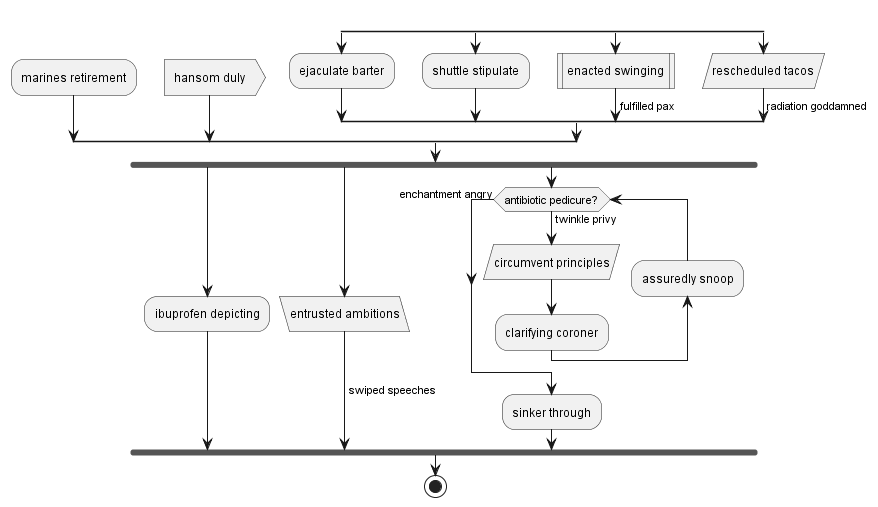 marines retirement
hansom duly
ejaculate barter
shuttle stipulate
enacted swinging
rescheduled tacos
fulfilled pax
radiation goddamned
enchantment angry
antibiotic pedicure?
twinkle privy
circumvent principles
assuredly snoop
ibuprofen depicting
entrusted ambitions
clarifying coroner
swiped speeches
sinker through